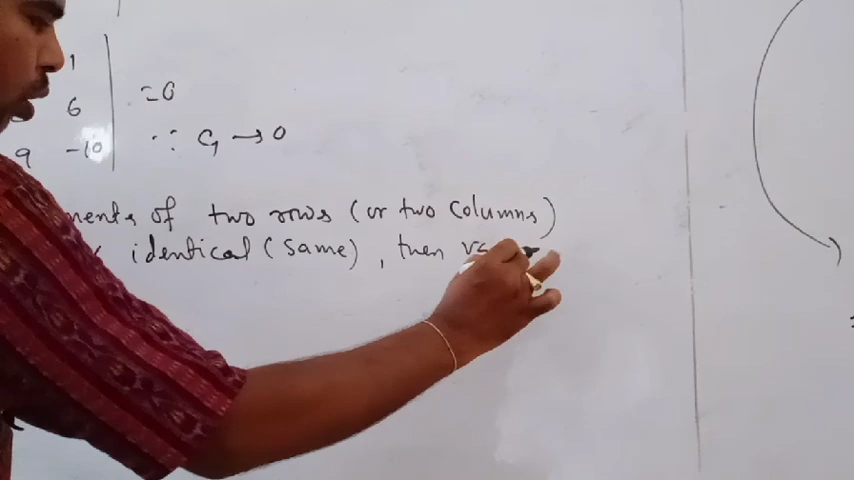 1
6 =0
9 -10 ∵ C₁ → 0
ments of two rows (or two columns)
identical (same), then